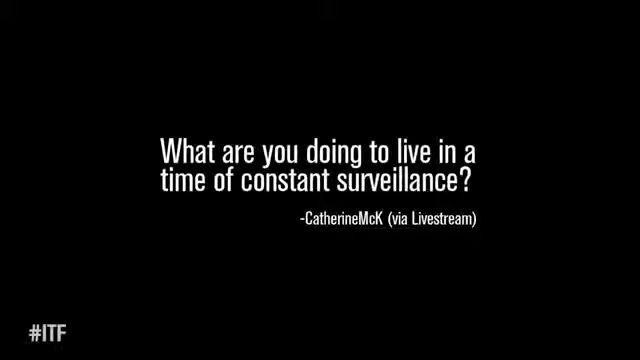 What are you doing to live in a
time of constant surveillance?
-CatherineMcK (via Livestream)
#ITF